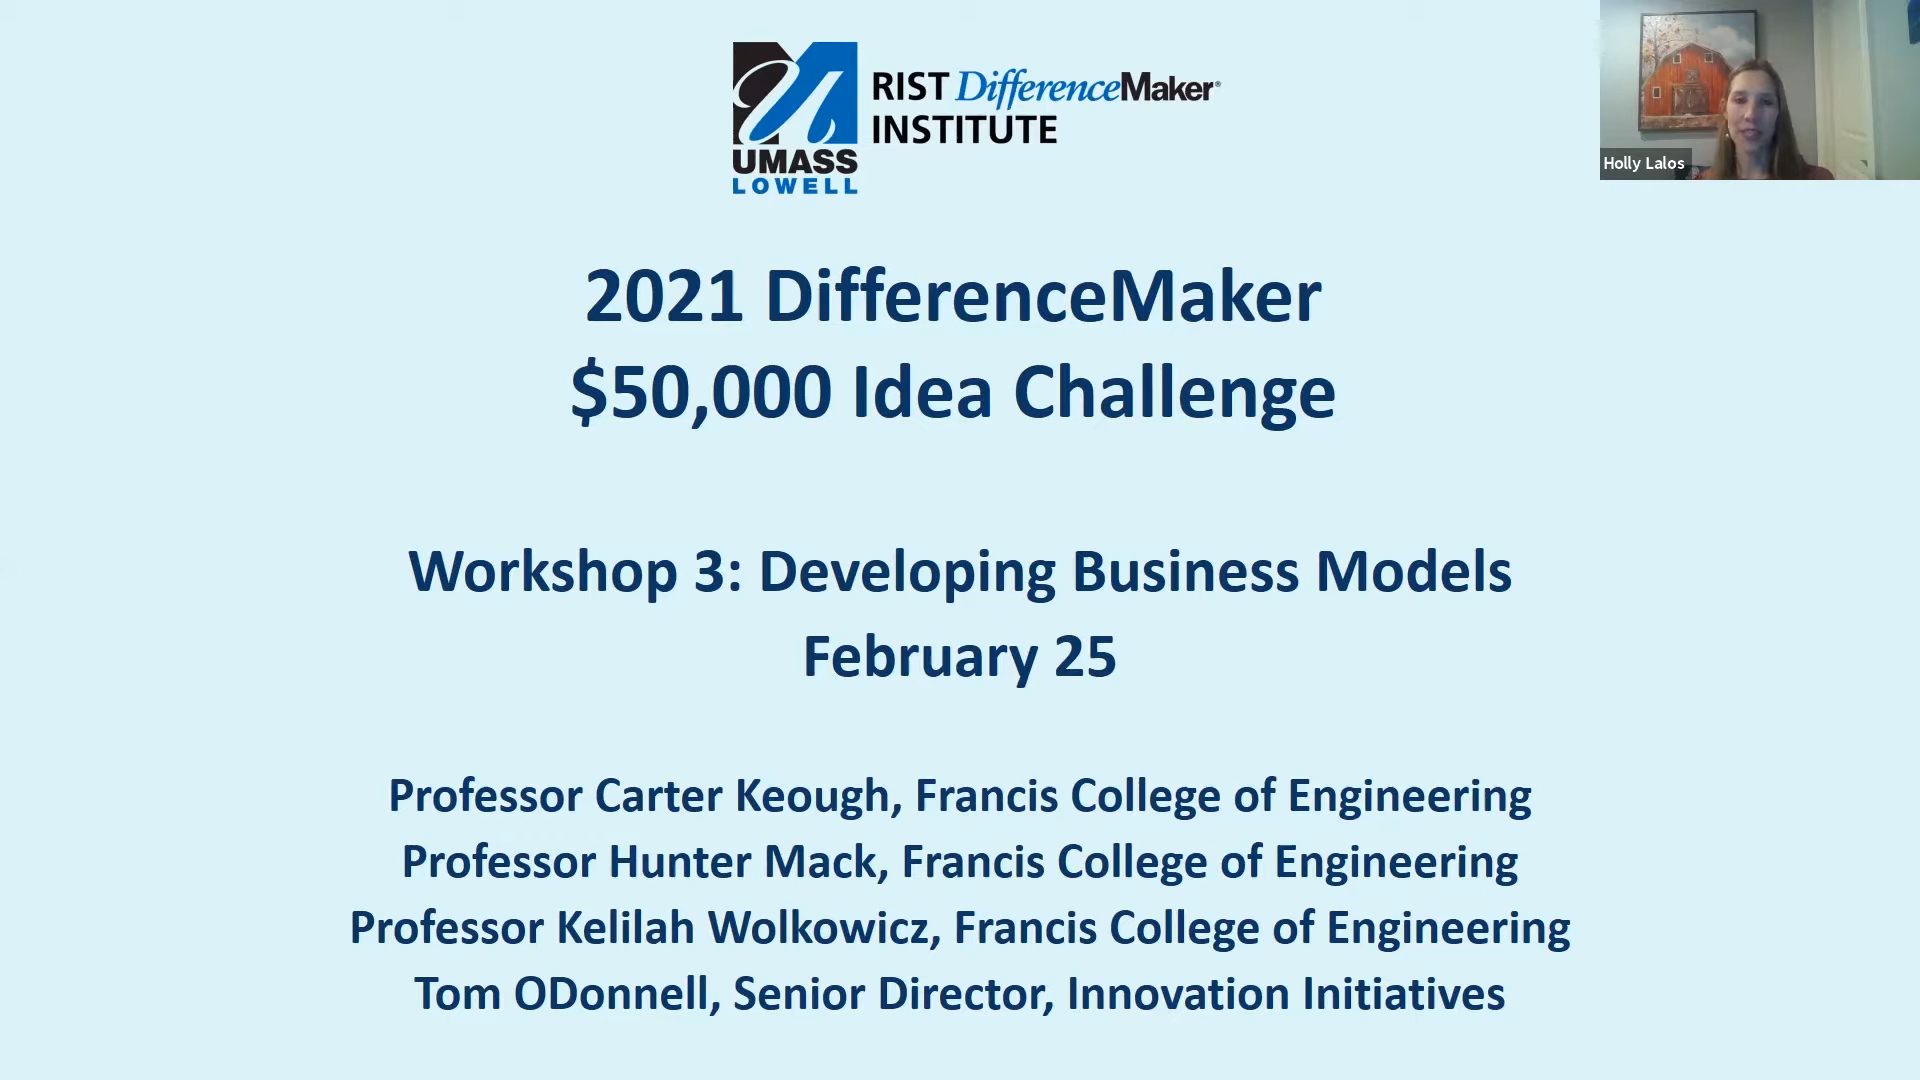 RIST DifferenceMaker®
INSTITUTE
UMASS
LOWELL
Holly Lalos
2021 DifferenceMaker
$50,000 Idea Challenge
Workshop 3: Developing Business Models
February 25
Professor Carter Keough, Francis College of Engineering
Professor Hunter Mack, Francis College of Engineering
Professor Kelilah Wolkowicz, Francis College of Engineering
Tom ODonnell, Senior Director, Innovation Initiatives